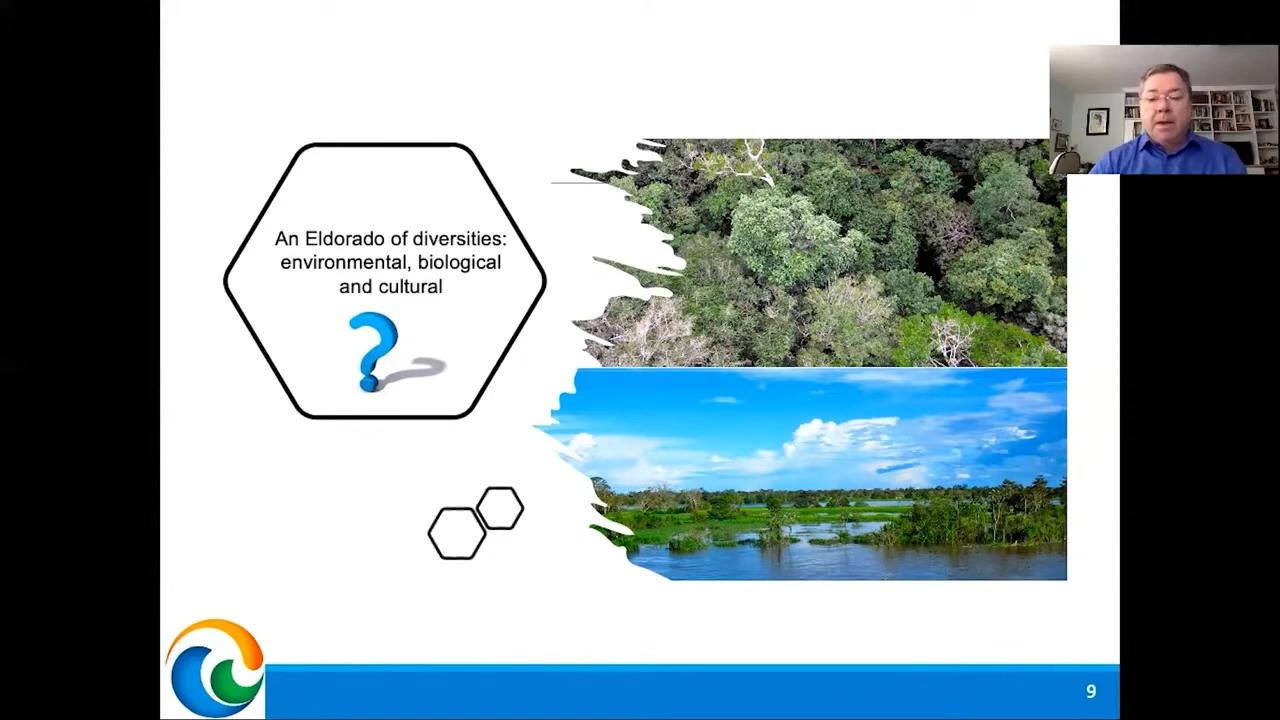 An Eldorado of diversities:
environmental, biological
and cultural
?
9